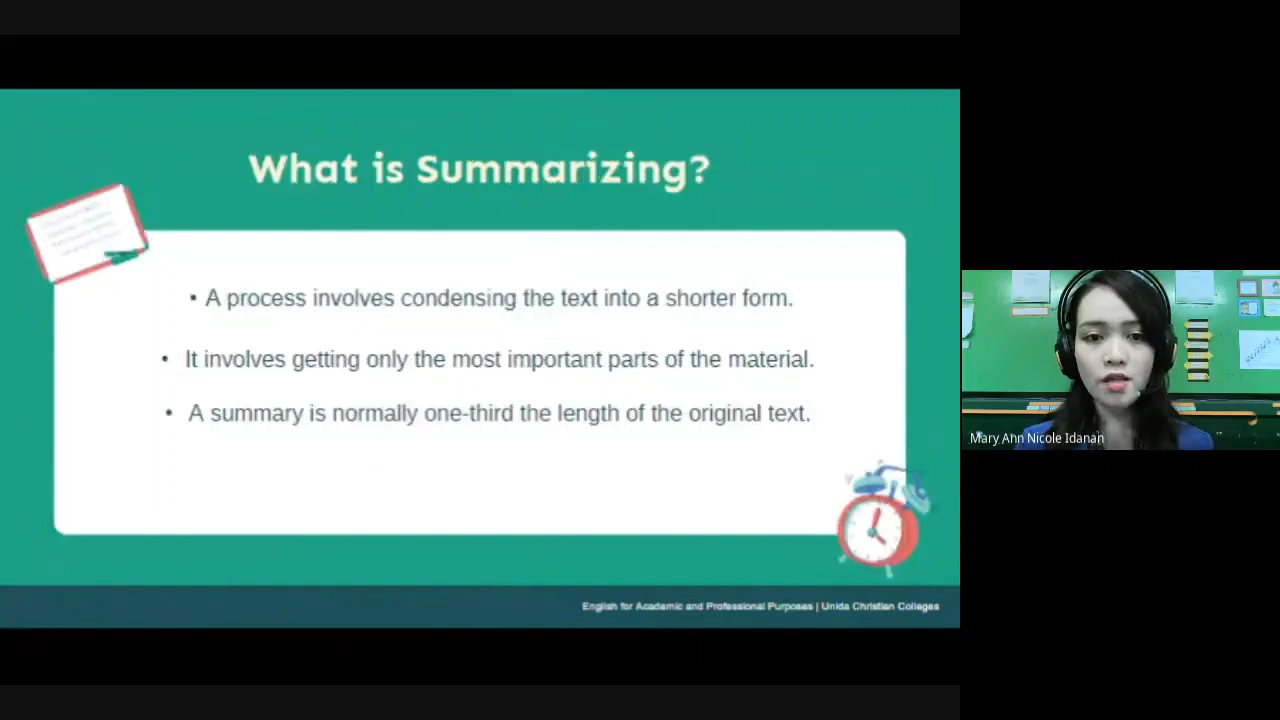 What is Summarizing?
• A process involves condensing the text into a shorter form.
• It involves getting only the most important parts of the material.
• A summary is normally one-third the length of the original text.
English for Academic and Professional Purposes | Unida Christian Colleges
Mary Ann Nicole Idanan